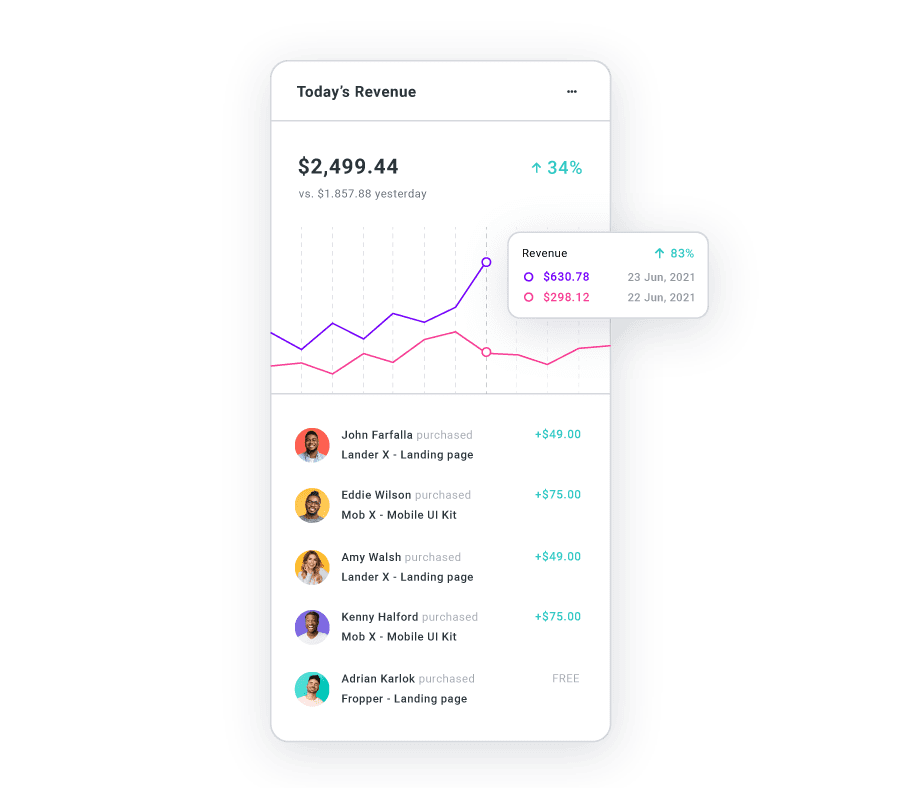 Today’s Revenue
$2,499.44
↑ 34%
vs. $1.857.88 yesterday
Revenue ↑ 83%
$630.78 23 Jun, 2021
$298.12 22 Jun, 2021
John Farfalla purchased +$49.00
Lander X - Landing page
Eddie Wilson purchased +$75.00
Mob X - Mobile UI Kit
Amy Walsh purchased +$49.00
Lander X - Landing page
Kenny Halford purchased +$75.00
Mob X - Mobile UI Kit
Adrian Karlok purchased FREE
Fropper - Landing page